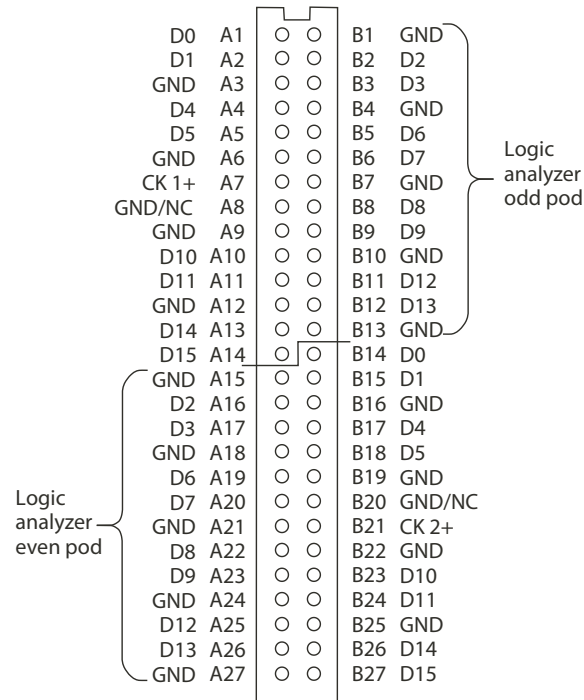 D0 A1 B1 GND
D1 A2 B2 D2
GND A3 B3 D3
D4 A4 B4 GND
D5 A5 B5 D6
GND A6 B6 D7
CK 1+ A7 B7 GND
GND/NC A8 B8 D8
GND A9 B9 D9
D10 A10 B10 GND
D11 A11 B11 D12
GND A12 B12 D13
D14 A13 B13 GND
D15 A14 B14 D0
GND A15 B15 D1
D2 A16 B16 GND
D3 A17 B17 D4
GND A18 B18 D5
D6 A19 B19 GND
D7 A20 B20 GND/NC
GND A21 B21 CK 2+
D8 A22 B22 GND
D9 A23 B23 D10
GND A24 B24 D11
D12 A25 B25 GND
D13 A26 B26 D14
GND A27 B27 D15
Logic
analyzer
odd pod
Logic
analyzer
even pod